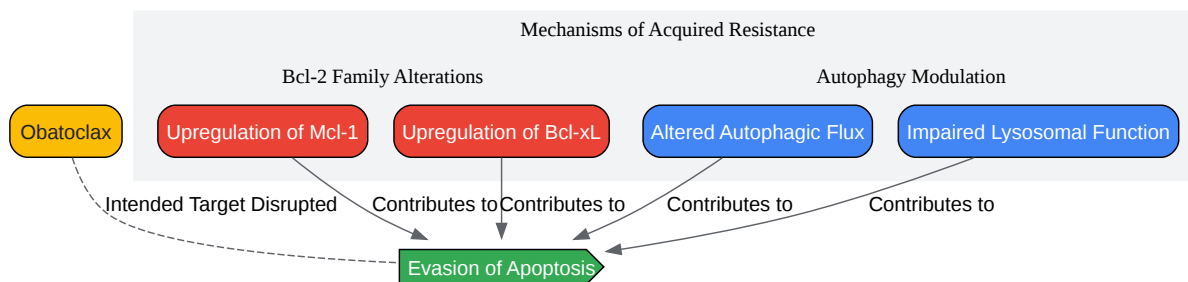 Mechanisms of Acquired Resistance
Bcl-2 Family Alterations
Autophagy Modulation
Obatoclax
Upregulation of Mcl-1
Upregulation of Bcl-xL
Altered Autophagic Flux
Impaired Lysosomal Function
Intended Target Disrupted
Contributes to
Contributes to
Contributes to
Contributes to
Evasion of Apoptosis